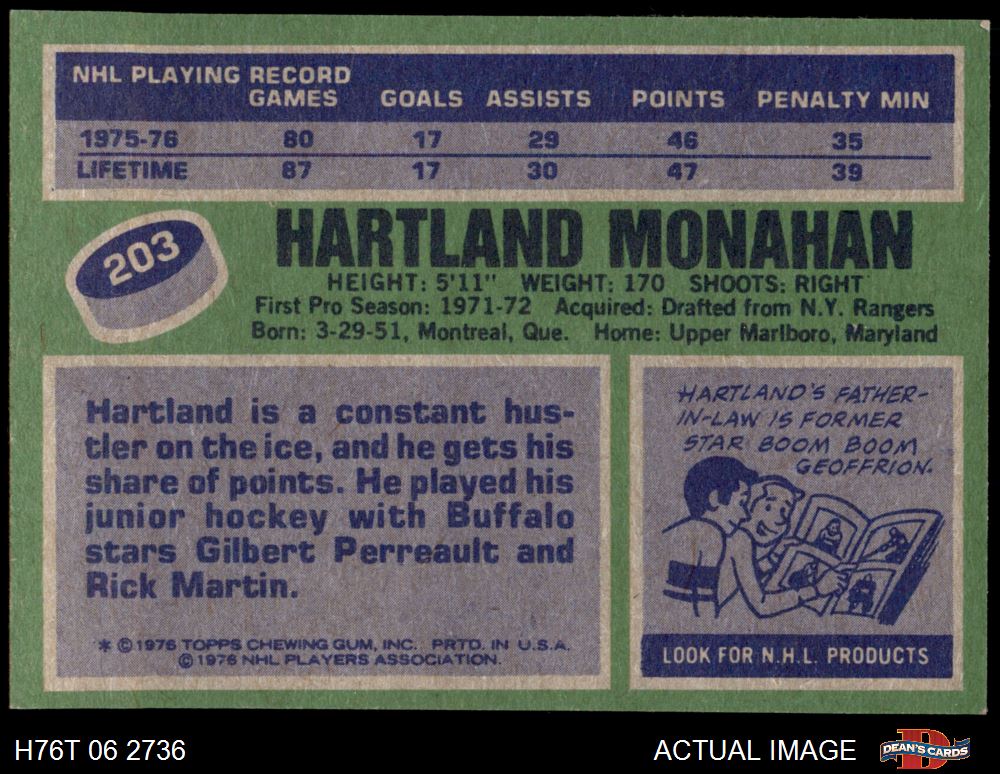 NHL PLAYING RECORD
GAMES GOALS ASSISTS POINTS PENALTY MIN
1975-76 80 17 29 46 35
LIFETIME 87 17 30 47 39
203
HARTLAND MONAHAN
HEIGHT: 5'11" WEIGHT: 170 SHOOTS: RIGHT
First Pro Season: 1971-72 Acquired: Drafted from N.Y. Rangers
Born: 3-29-51, Montreal, Que. Home: Upper Marlboro, Maryland
Hartland is a constant hus-
tler on the ice, and he gets his
share of points. He played his
junior hockey with Buffalo
stars Gilbert Perreault and
Rick Martin.
* © 1976 TOPPS CHEWING GUM, INC. PRTD. IN U.S.A.
© 1976 NHL PLAYERS ASSOCIATION.
HARTLAND'S FATHER-
IN-LAW IS FORMER
STAR BOOM BOOM
GEOFFRION.
LOOK FOR N.H.L. PRODUCTS
H76T 06 2736
ACTUAL IMAGE
DEAN'S CARDS